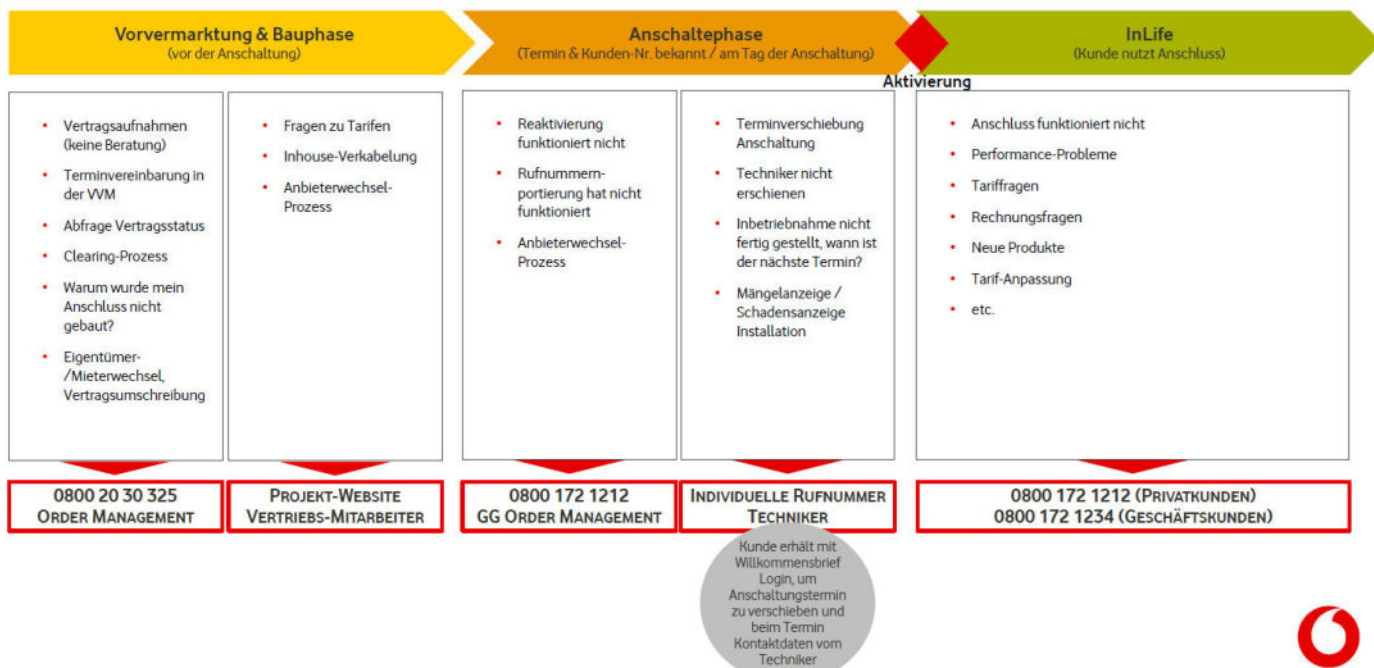 Vorvermarktung & Bauphase
(vor der Anschaltung)
Anschaltephase
(Termin & Kunden-Nr. bekannt / am Tag der Anschaltung)
InLife
(Kunde nutzt Anschluss)
Aktivierung
• Vertragsaufnahmen
(keine Beratung)
• Terminvereinbarung in
der VVM
• Abfrage Vertragsstatus
• Clearing-Prozess
• Warum wurde mein
Anschluss nicht
gebaut?
• Eigentümer-
/Mieterwechsel,
Vertragsumschreibung
• Fragen zu Tarifen
• Inhouse-Verkabelung
• Anbieterwechsel-
Prozess
• Reaktivierung
funktioniert nicht
• Rufnummern-
portierung hat nicht
funktioniert
• Anbieterwechsel-
Prozess
• Terminverschiebung
Anschaltung
• Techniker nicht
erschienen
• Inbetriebnahme nicht
fertig gestellt, wann ist
der nächste Termin?
• Mängelanzeige /
Schadensanzeige
Installation
• Anschluss funktioniert nicht
• Performance-Probleme
• Tariffragen
• Rechnungsfragen
• Neue Produkte
• Tarif-Anpassung
• etc.
0800 20 30 325
ORDER MANAGEMENT
PROJEKT-WEBSITE
VERTRIEBS-MITARBEITER
0800 172 1212
GG ORDER MANAGEMENT
INDIVIDUELLE RUFNUMMER
TECHNIKER
0800 172 1212 (PRIVATKUNDEN)
0800 172 1234 (GESCHÄFTSKUNDEN)
Kunde erhält mit
Willkommensbrief
Login, um
Anschaltungstermin
zu verschieben und
beim Termin
Kontaktdaten vom
Techniker